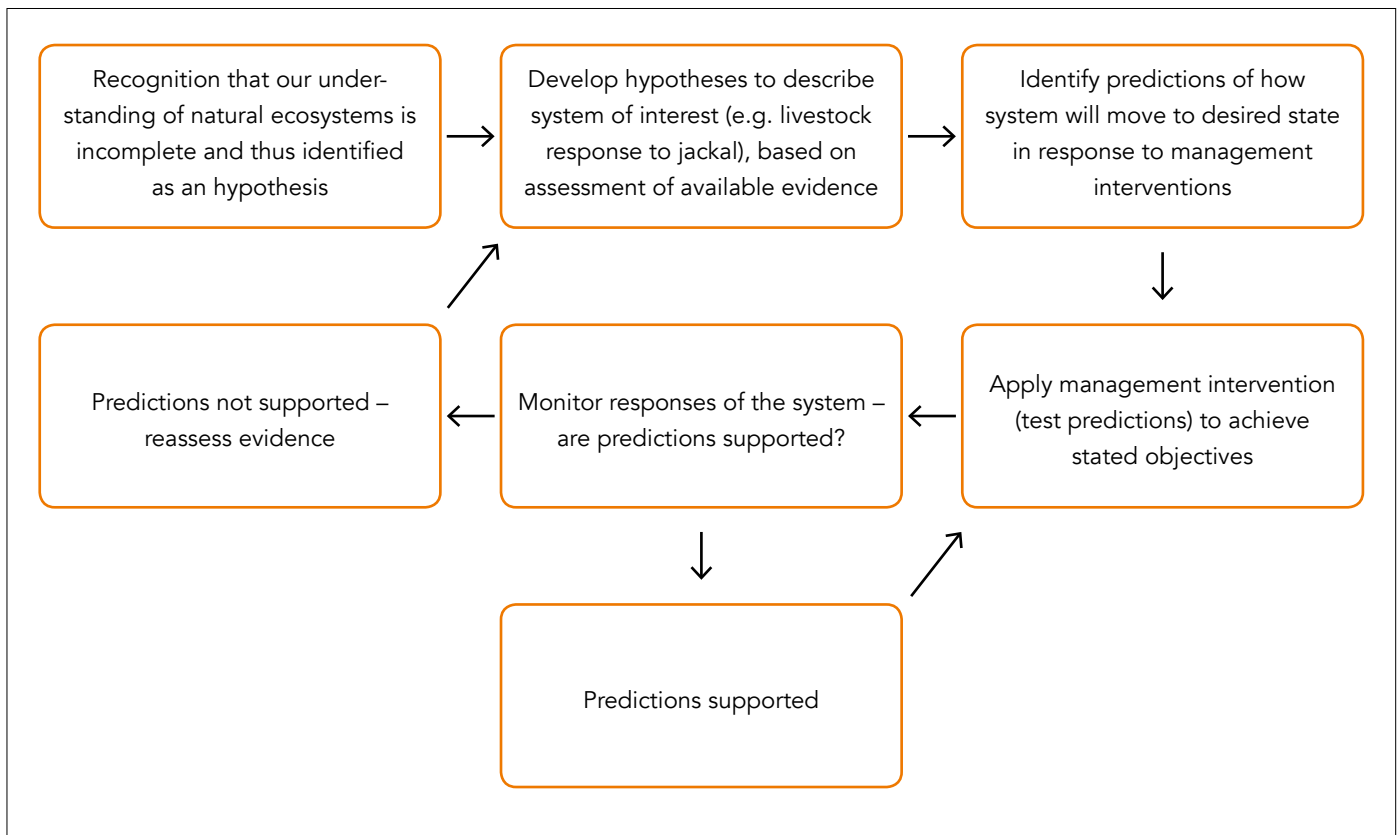 Recognition that our under-
standing of natural ecosystems is
incomplete and thus identified
as an hypothesis
Develop hypotheses to describe
system of interest (e.g. livestock
response to jackal), based on
assessment of available evidence
Identify predictions of how
system will move to desired state
in response to management
interventions
Predictions not supported –
reassess evidence
Monitor responses of the system –
are predictions supported?
Apply management intervention
(test predictions) to achieve
stated objectives
Predictions supported